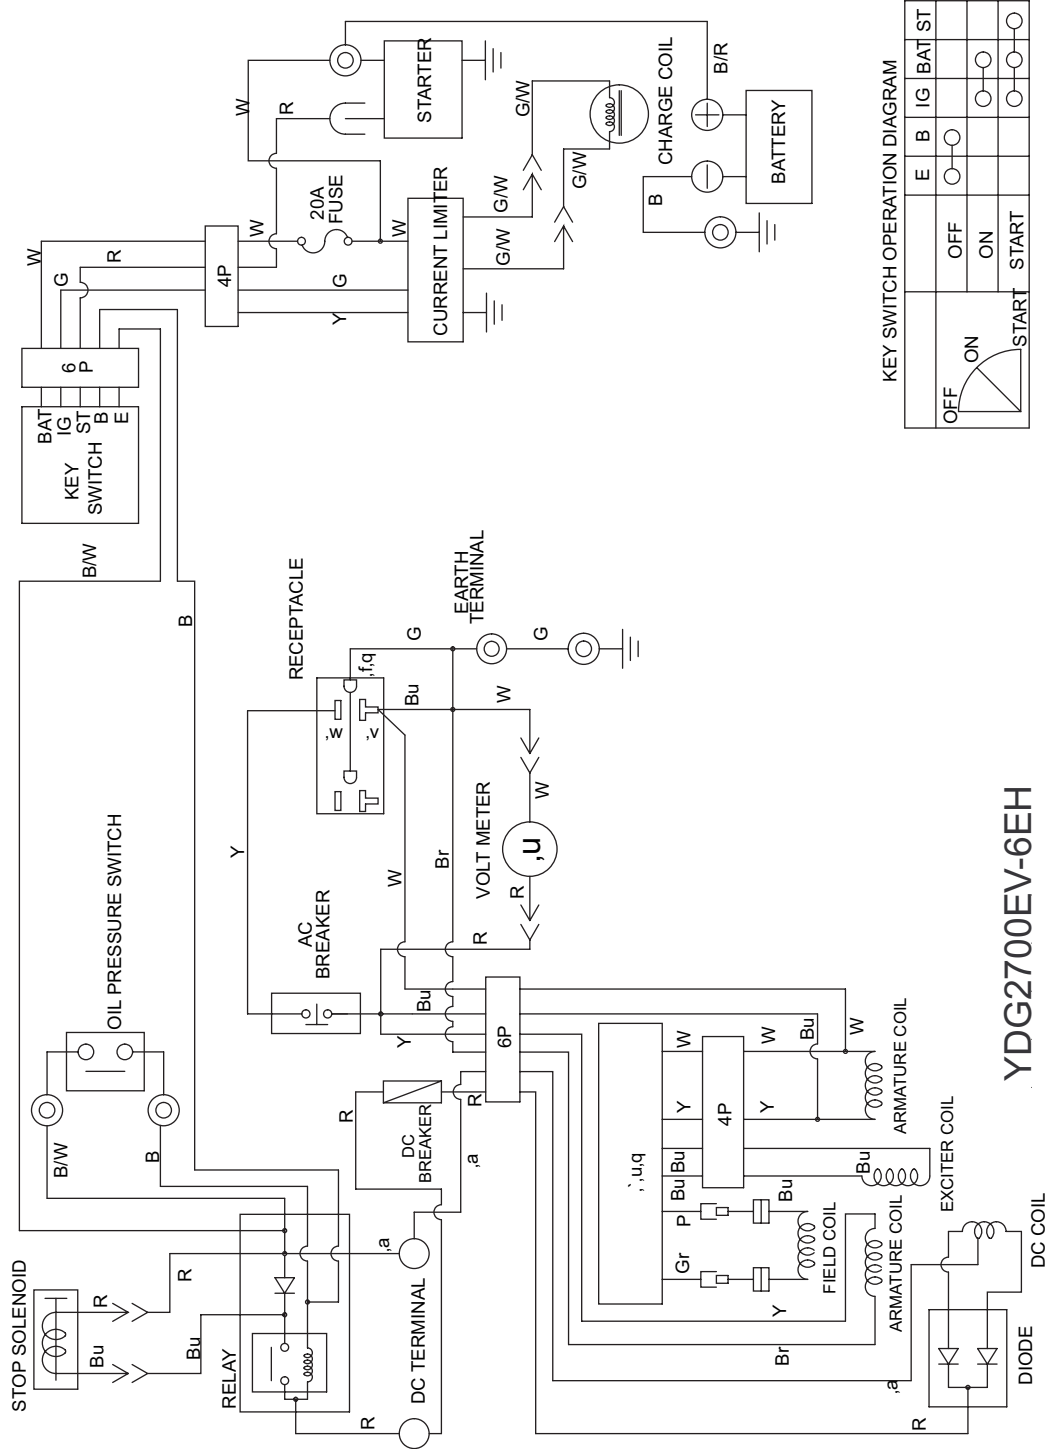 STOP SOLENOID
Bu
R
Bu
R
B/W
B
OIL PRESSURE SWITCH
RELAY
R
,a
DC TERMINAL
R
DC
BREAKER
R
,a
AC
BREAKER
Y
Y
Bu
R
W
Br
6P
B/W
B
KEY
SWITCH
BAT
IG
ST
B
E
6
P
W
G
R
4P
W
20A
FUSE
G
Y
W
W
R
STARTER
CURRENT LIMITER
G/W
G/W
G/W
G/W
CHARGE COIL
B/R
B
BATTERY
RECEPTACLE
,w
,v
,f,q
G
Bu
EARTH
TERMINAL
G
W
W
VOLT METER
,u
R
`,u,q
W
Y
Bu
Bu
P
Gr
4P
W
Y
Bu
Bu
W
Bu
ARMATURE COIL
EXCITER COIL
FIELD COIL
ARMATURE COIL
Y
Br
,a
R
DC COIL
DIODE
KEY SWITCH OPERATION DIAGRAM
E B IG BAT ST
OFF
ON
START
OFF
ON
START
YDG2700EV-6EH